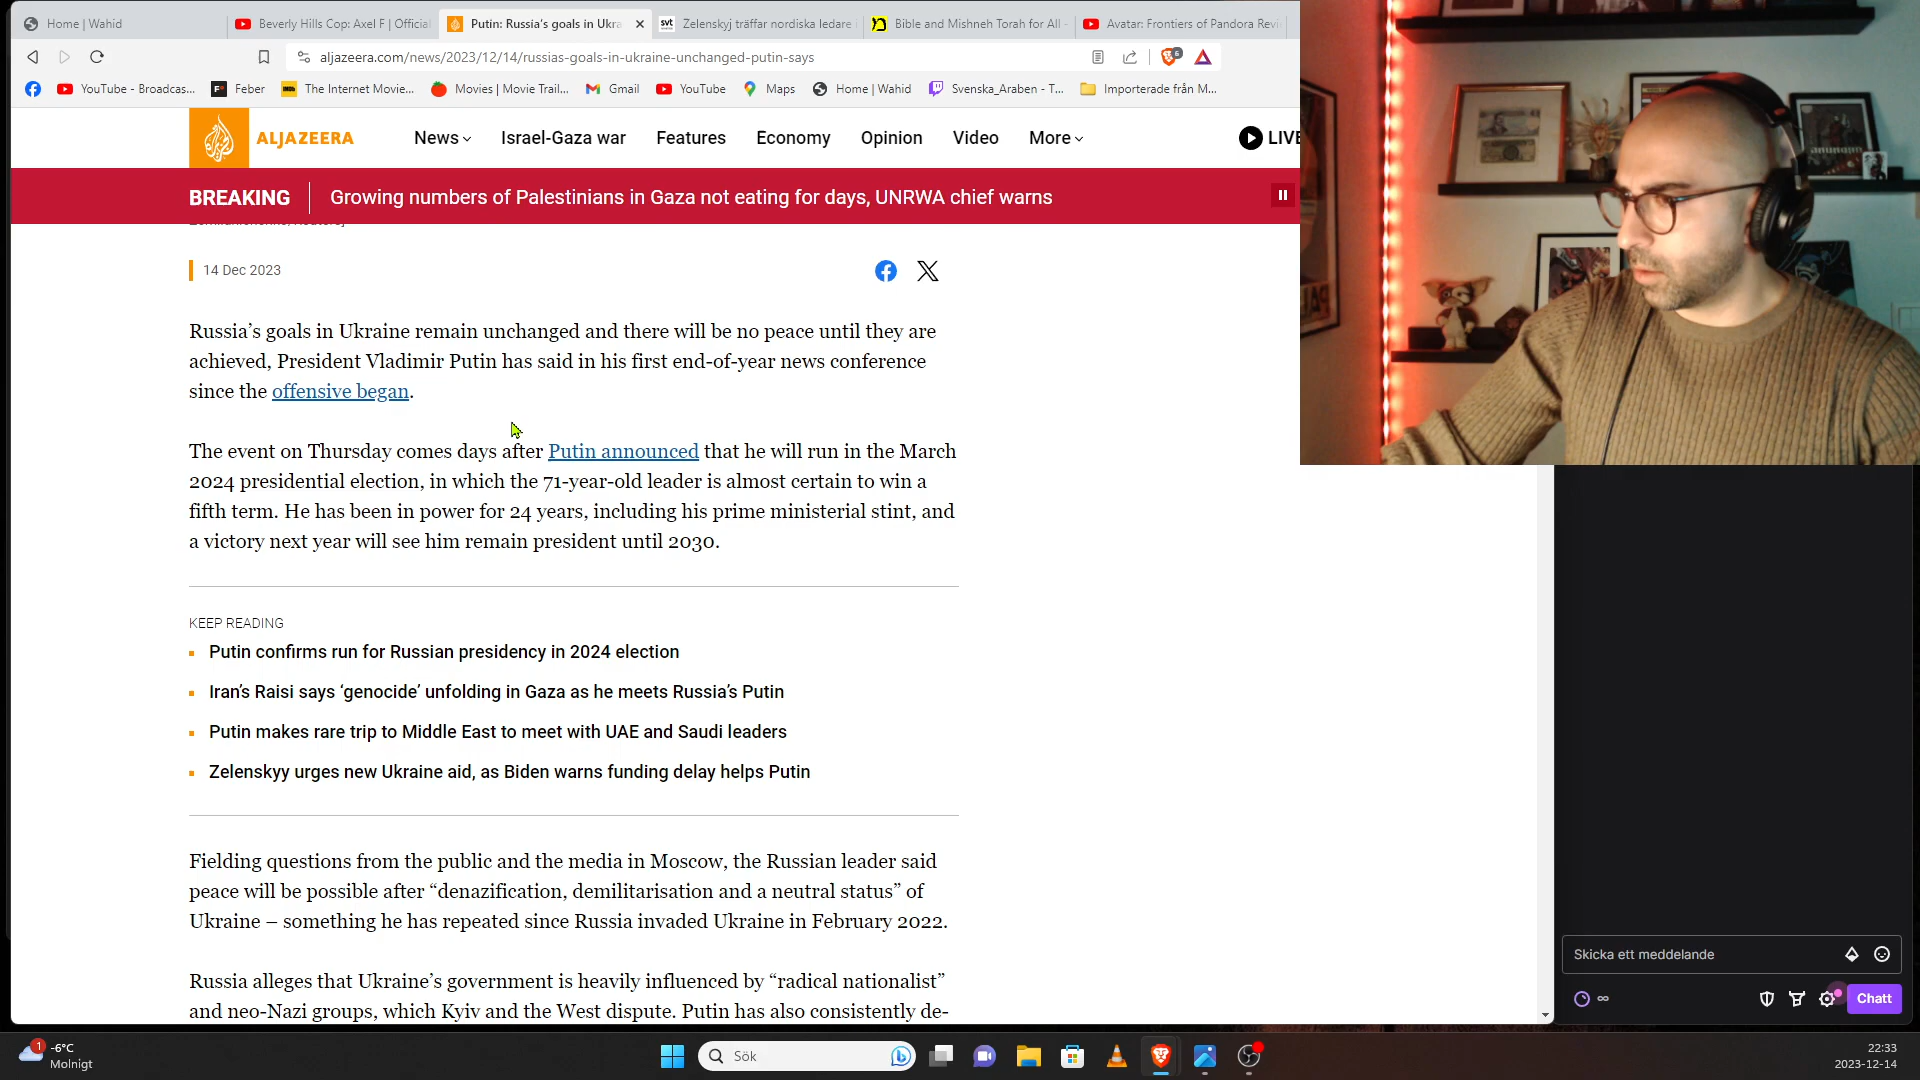 Home | Wahid
Beverly Hills Cop: Axel F | Official
Putin: Russia's goals in Ukra
svt Zelenskyj träffar nordiska ledare i
Bible and Mishneh Torah for All -
Avatar: Frontiers of Pandora Revi
aljazeera.com/news/2023/12/14/russias-goals-in-ukraine-unchanged-putin-says
6
YouTube - Broadcas...
Feber
The Internet Movie...
Movies | Movie Trail...
Gmail
YouTube
Maps
Home | Wahid
Svenska_Araben - T...
Importerade från M...
ALJAZEERA
News
Israel-Gaza war
Features
Economy
Opinion
Video
More
LIVE
BREAKING
Growing numbers of Palestinians in Gaza not eating for days, UNRWA chief warns
14 Dec 2023
Russia's goals in Ukraine remain unchanged and there will be no peace until they are
achieved, President Vladimir Putin has said in his first end-of-year news conference
since the offensive began.
The event on Thursday comes days after Putin announced that he will run in the March
2024 presidential election, in which the 71-year-old leader is almost certain to win a
fifth term. He has been in power for 24 years, including his prime ministerial stint, and
a victory next year will see him remain president until 2030.
KEEP READING
Putin confirms run for Russian presidency in 2024 election
Iran's Raisi says ‘genocide’ unfolding in Gaza as he meets Russia's Putin
Putin makes rare trip to Middle East to meet with UAE and Saudi leaders
Zelenskyy urges new Ukraine aid, as Biden warns funding delay helps Putin
Fielding questions from the public and the media in Moscow, the Russian leader said
peace will be possible after “denazification, demilitarisation and a neutral status” of
Ukraine – something he has repeated since Russia invaded Ukraine in February 2022.
Russia alleges that Ukraine's government is heavily influenced by “radical nationalist”
and neo-Nazi groups, which Kyiv and the West dispute. Putin has also consistently de-
Skicka ett meddelande
∞
Chatt
1
-6°C
Molnigt
Sök
22:33
2023-12-14